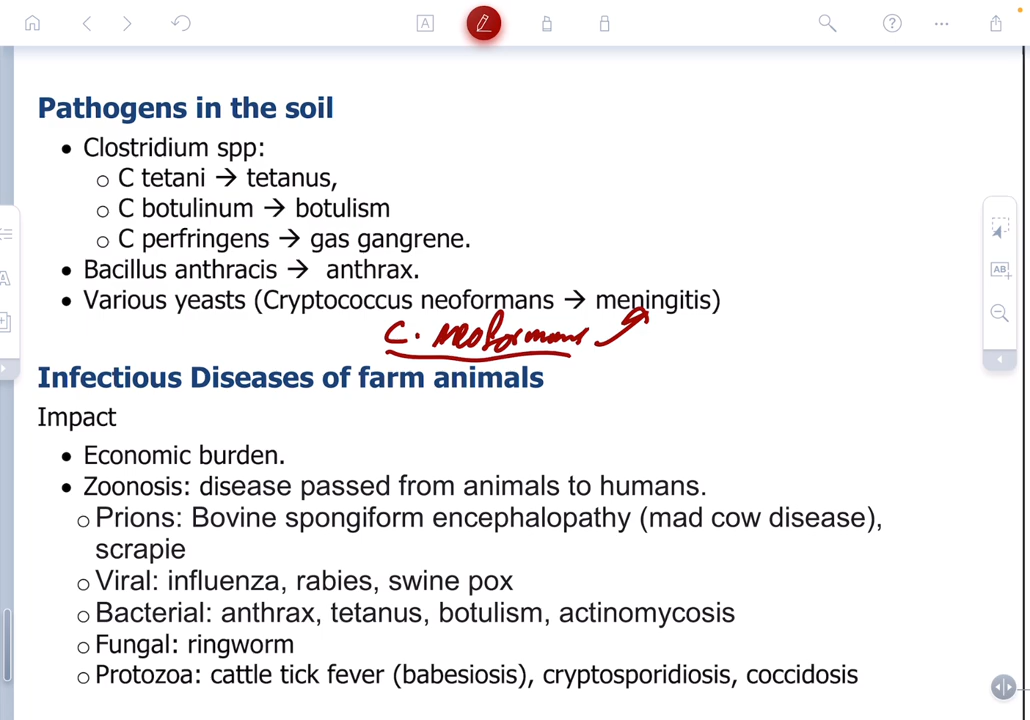 Pathogens in the soil
• Clostridium spp:
o C tetani → tetanus,
o C botulinum → botulism
o C perfringens → gas gangrene.
• Bacillus anthracis → anthrax.
• Various yeasts (Cryptococcus neoformans → meningitis)
C. neoformans
Infectious Diseases of farm animals
Impact
• Economic burden.
• Zoonosis: disease passed from animals to humans.
o Prions: Bovine spongiform encephalopathy (mad cow disease),
scrapie
o Viral: influenza, rabies, swine pox
o Bacterial: anthrax, tetanus, botulism, actinomycosis
o Fungal: ringworm
o Protozoa: cattle tick fever (babesiosis), cryptosporidiosis, coccidosis